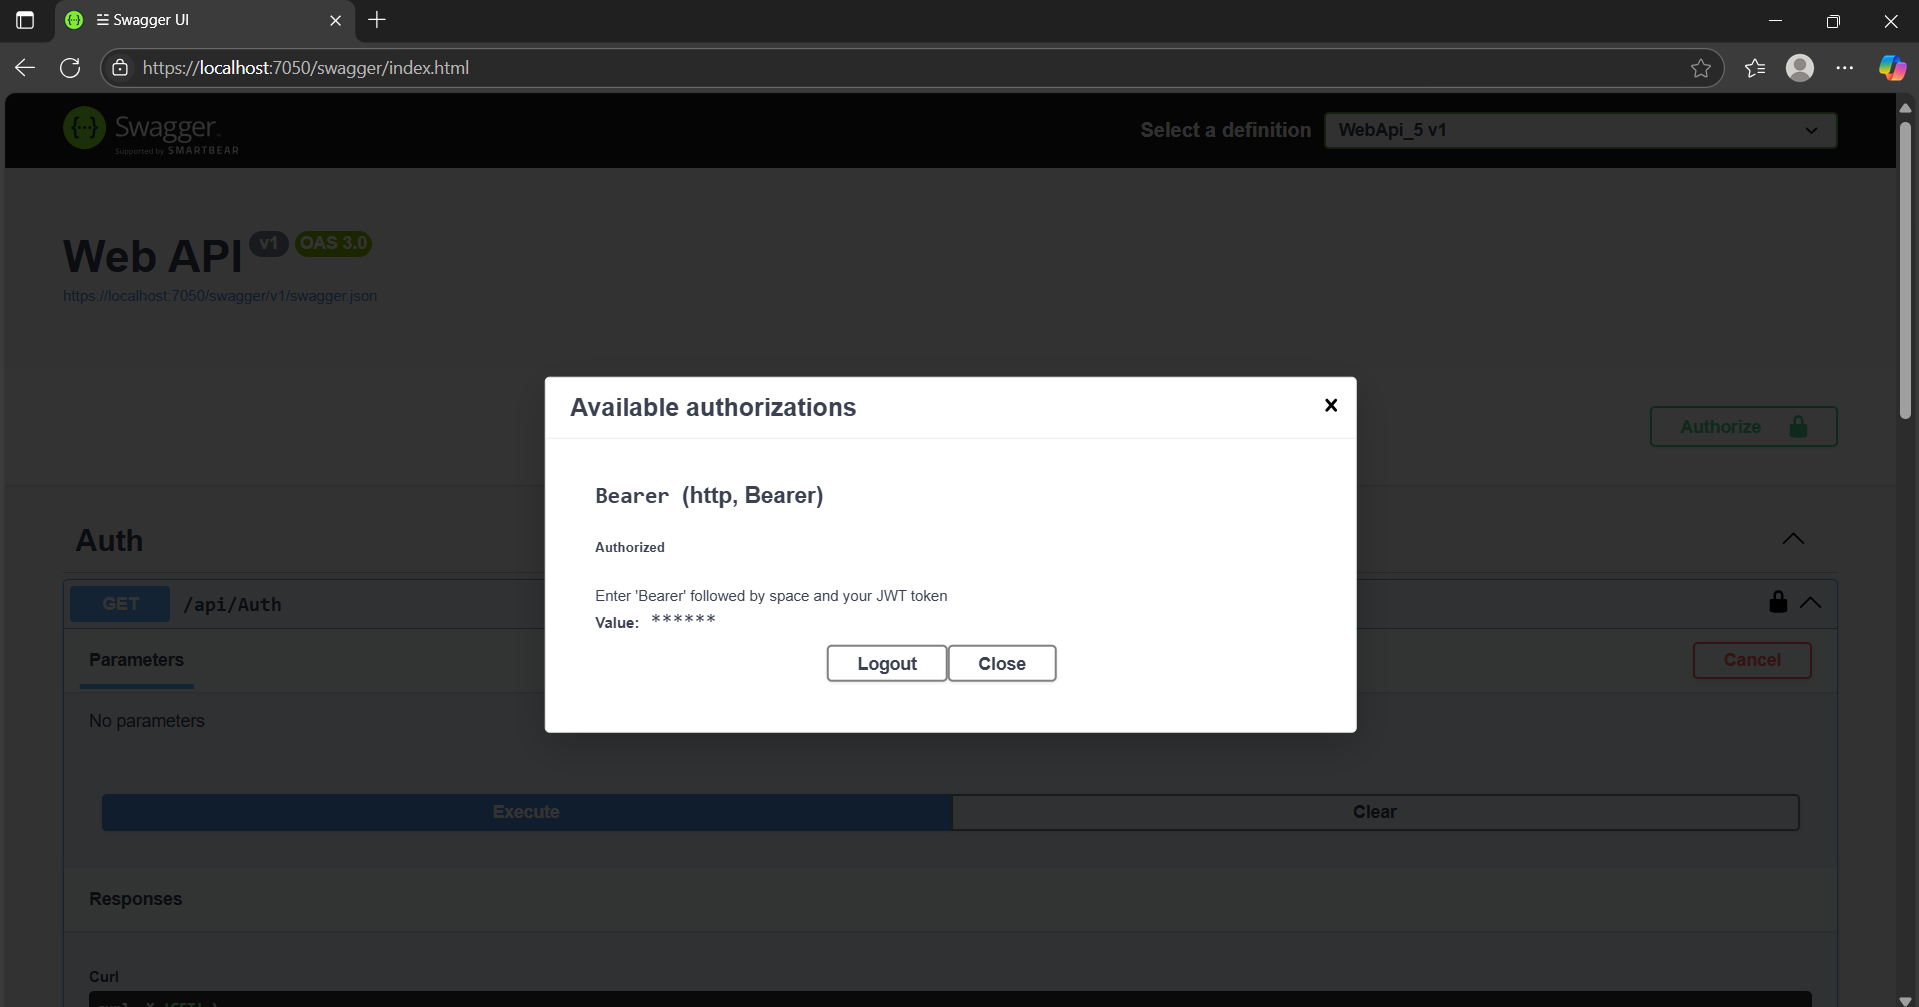 Swagger UI
https://localhost:7050/swagger/index.html
Swagger.
Supported by SMARTBEAR
Select a definition
WebApi_5 v1
Web API v1 OAS 3.0
https://localhost:7050/swagger/v1/swagger.json
Authorize
Available authorizations
Bearer (http, Bearer)
Authorized
Enter 'Bearer' followed by space and your JWT token
Value: ******
Logout
Close
Auth
GET /api/Auth
Parameters
Cancel
No parameters
Execute
Clear
Responses
Curl